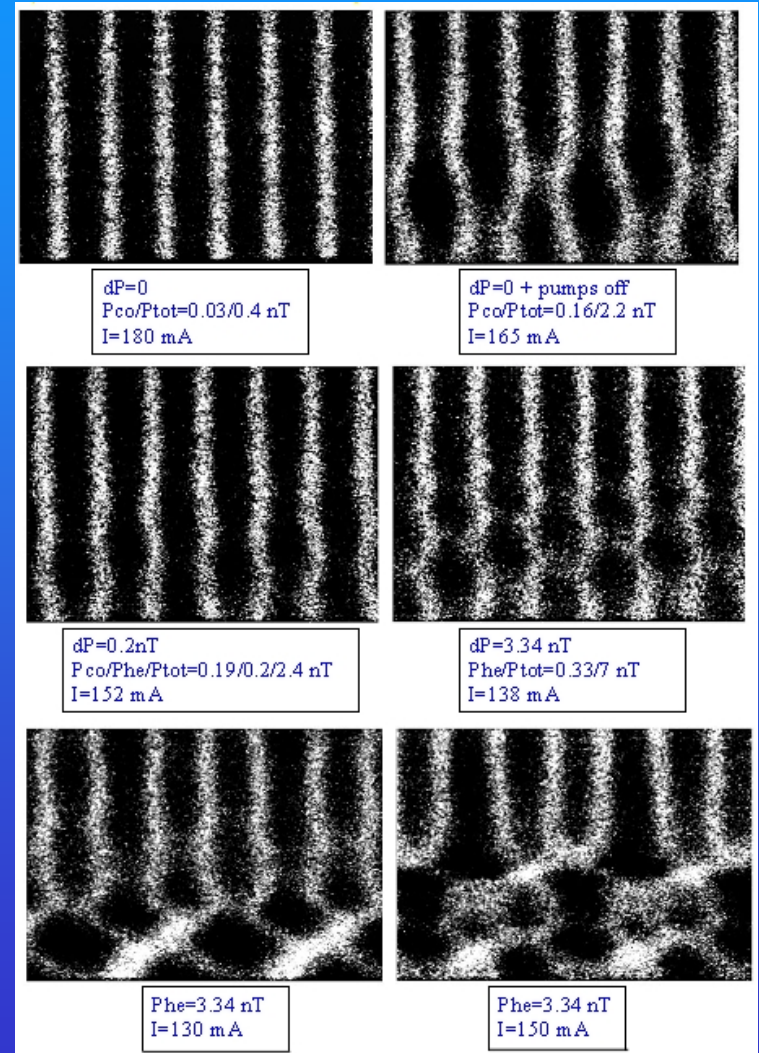 dP=0
Pco/Ptot=0.03/0.4 nT
I=180 mA
dP=0 + pumps off
Pco/Ptot=0.16/2.2 nT
I=165 mA
dP=0.2nT
Pco/Phe/Ptot=0.19/0.2/2.4 nT
I=152 mA
dP=3.34 nT
Phe/Ptot=0.33/7 nT
I=138 mA
Phe=3.34 nT
I=130 mA
Phe=3.34 nT
I=150 mA